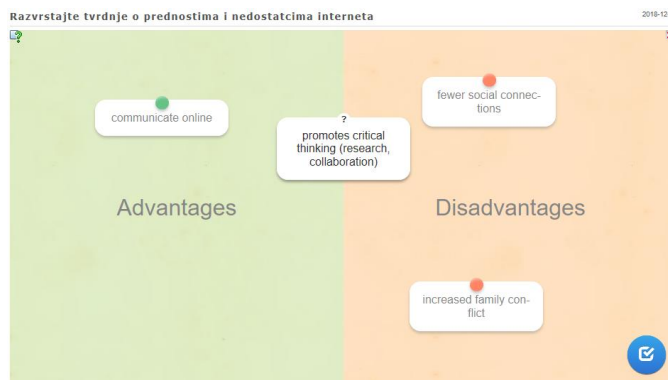 Razvrstajte tvrdnje o prednostima i nedostatcima interneta
2018-12
?
communicate online
fewer social connec-
tions
?
promotes critical
thinking (research,
collaboration)
Advantages
Disadvantages
increased family con-
flict